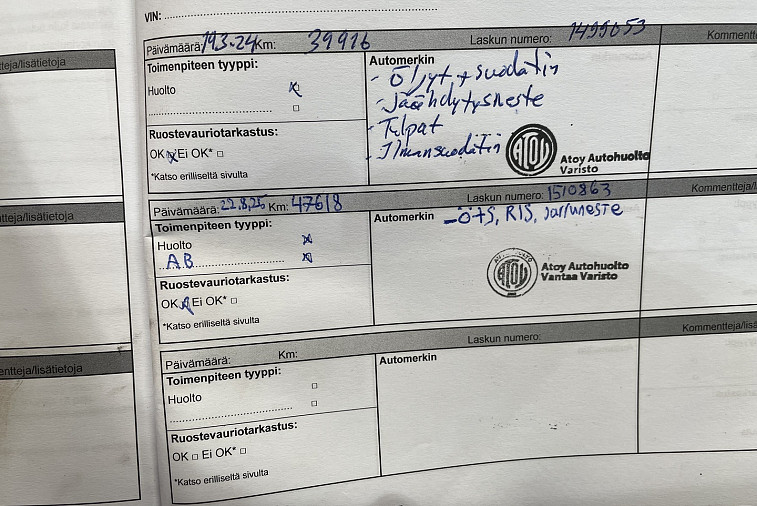 VIN:
tteja/lisätietoja
Päivämäärä: 19.3.24 Km: 39916 Laskun numero: 1499653 Kommentte
Toimenpiteen tyyppi:
Huolto x
Ruostevauriotarkastus:
OK x Ei OK* □
*Katso erilliseltä sivulta
Automerkin
- Öljyt, + suodatin
- Jäähdytysneste
- Tulpat
- Ilmansuodatin
ATOY
Atoy Autohuolto
Varisto
tteja/lisätietoja
Päivämäärä: 22.8.25 Km: 47618 Laskun numero: 1510863 Kommentteja/l
Toimenpiteen tyyppi:
Huolto x
AB x
Ruostevauriotarkastus:
OK x Ei OK* □
*Katso erilliseltä sivulta
Automerkin
- Ö+S, RIS, Jarruneste
ATOY
Atoy Autohuolto
Vantaa Varisto
entteja/lisätietoja
Päivämäärä: Km: Laskun numero: Kommentteja/lisä
Toimenpiteen tyyppi:
Huolto □
□
Ruostevauriotarkastus:
OK □ Ei OK* □
*Katso erilliseltä sivulta
Automerkin